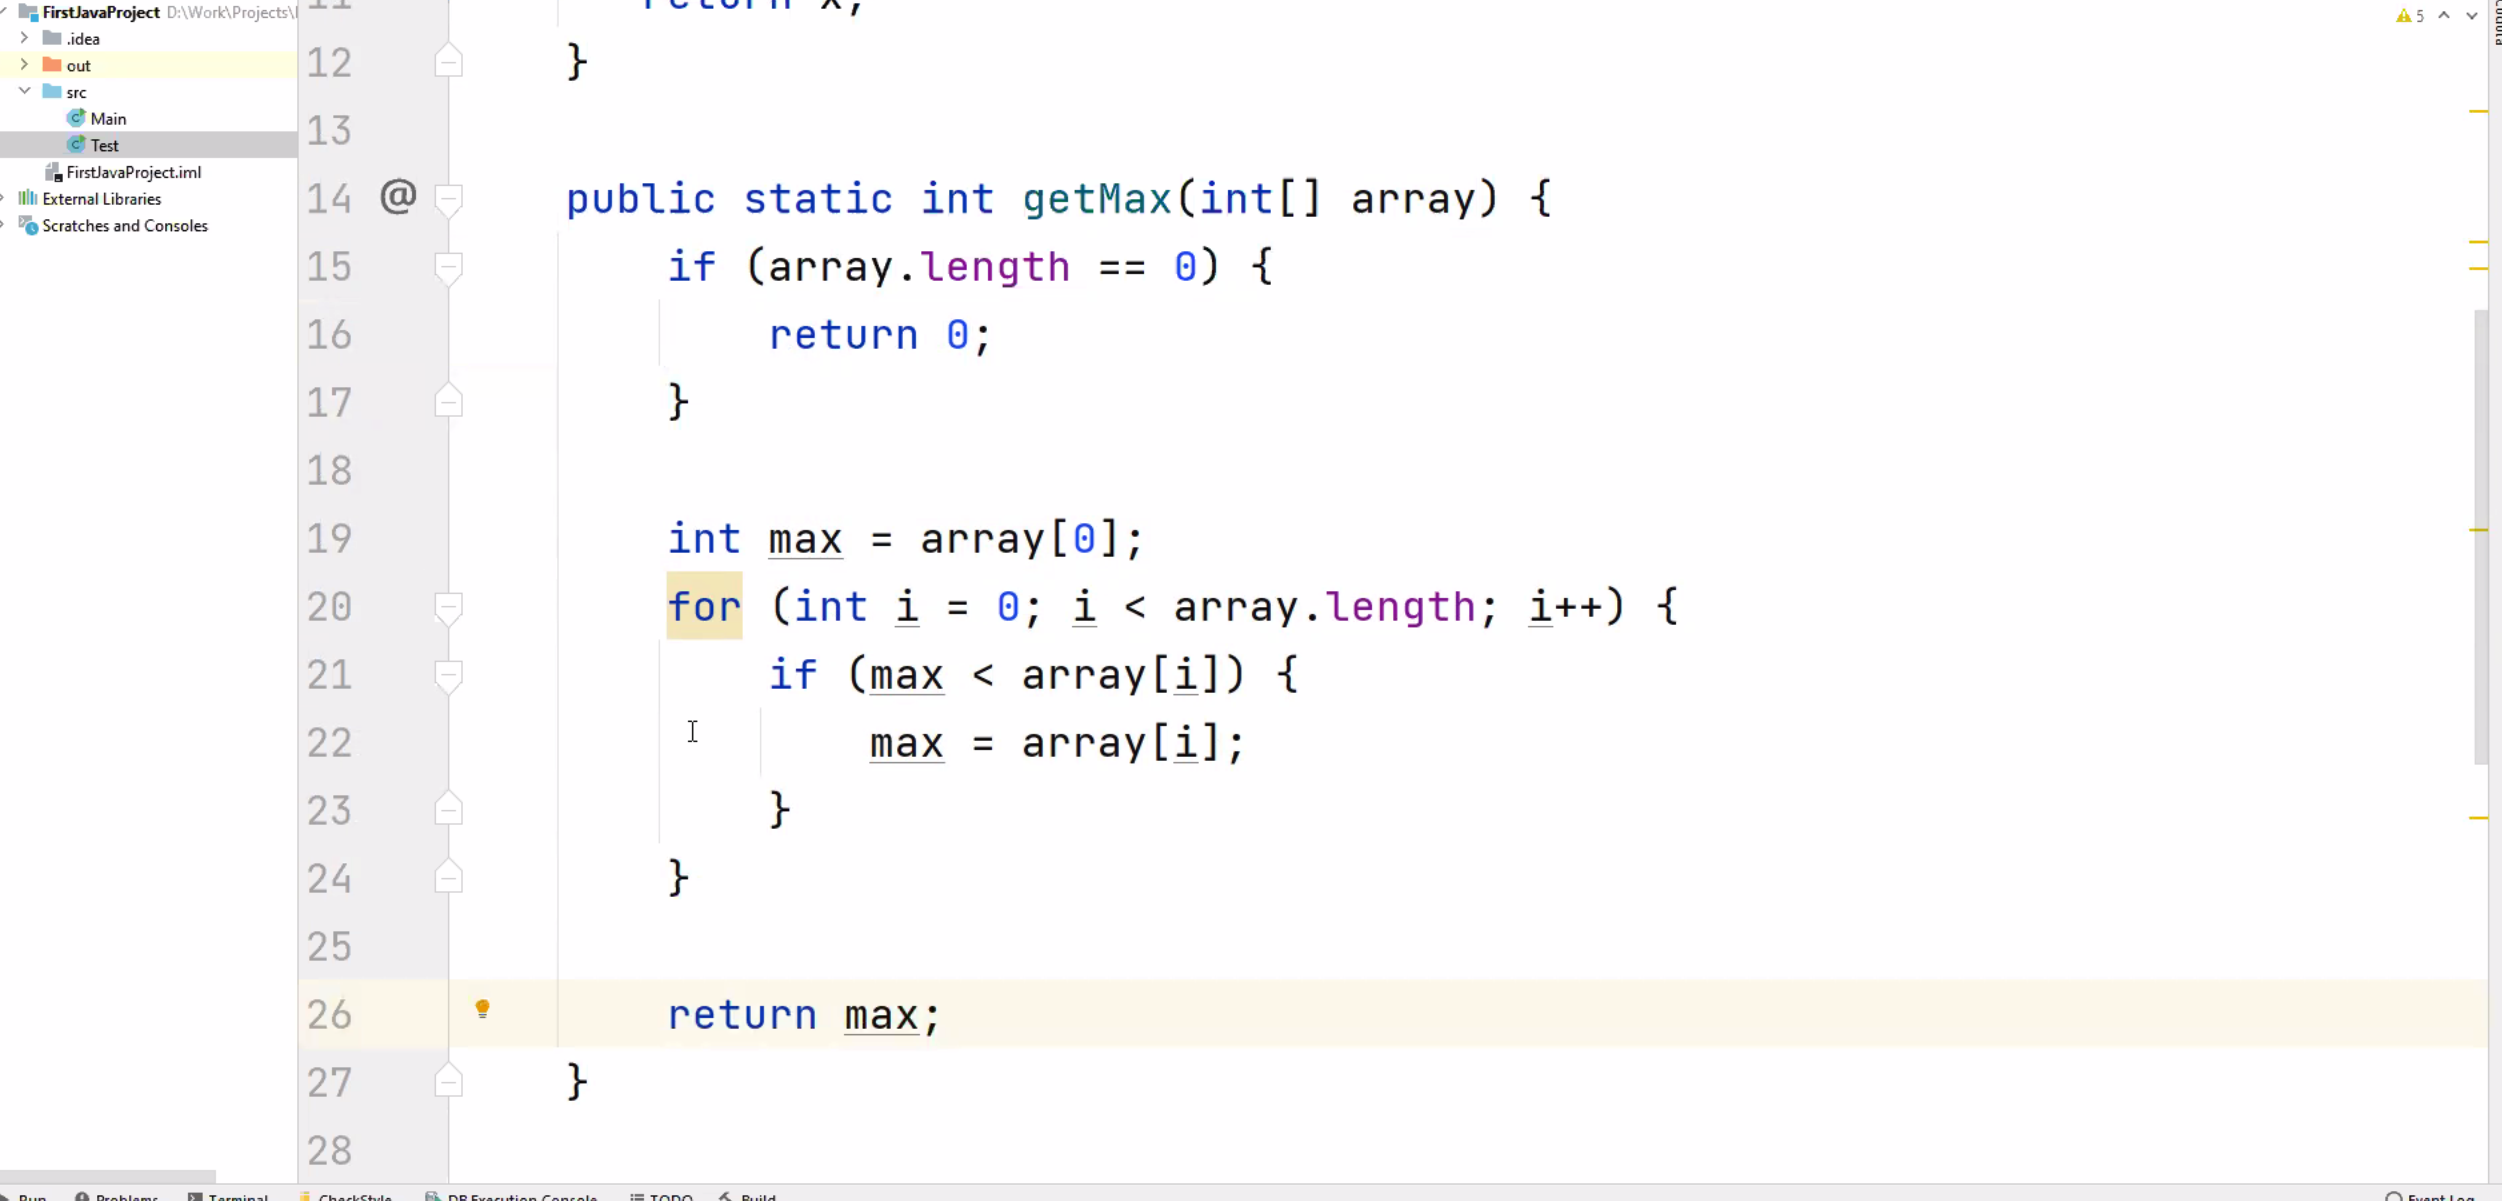 FirstJavaProject D:\Work\Projects\
.idea
out
src
Main
Test
FirstJavaProject.iml
External Libraries
Scratches and Consoles
5
11 return x;
12 }
13
14 @ public static int getMax(int[] array) {
15 if (array.length == 0) {
16 return 0;
17 }
18
19 int max = array[0];
20 for (int i = 0; i < array.length; i++) {
21 if (max < array[i]) {
22 max = array[i];
23 }
24 }
25
26 return max;
27 }
28
Run Problems Terminal CheckStyle DB Execution Console TODO Build Event Log